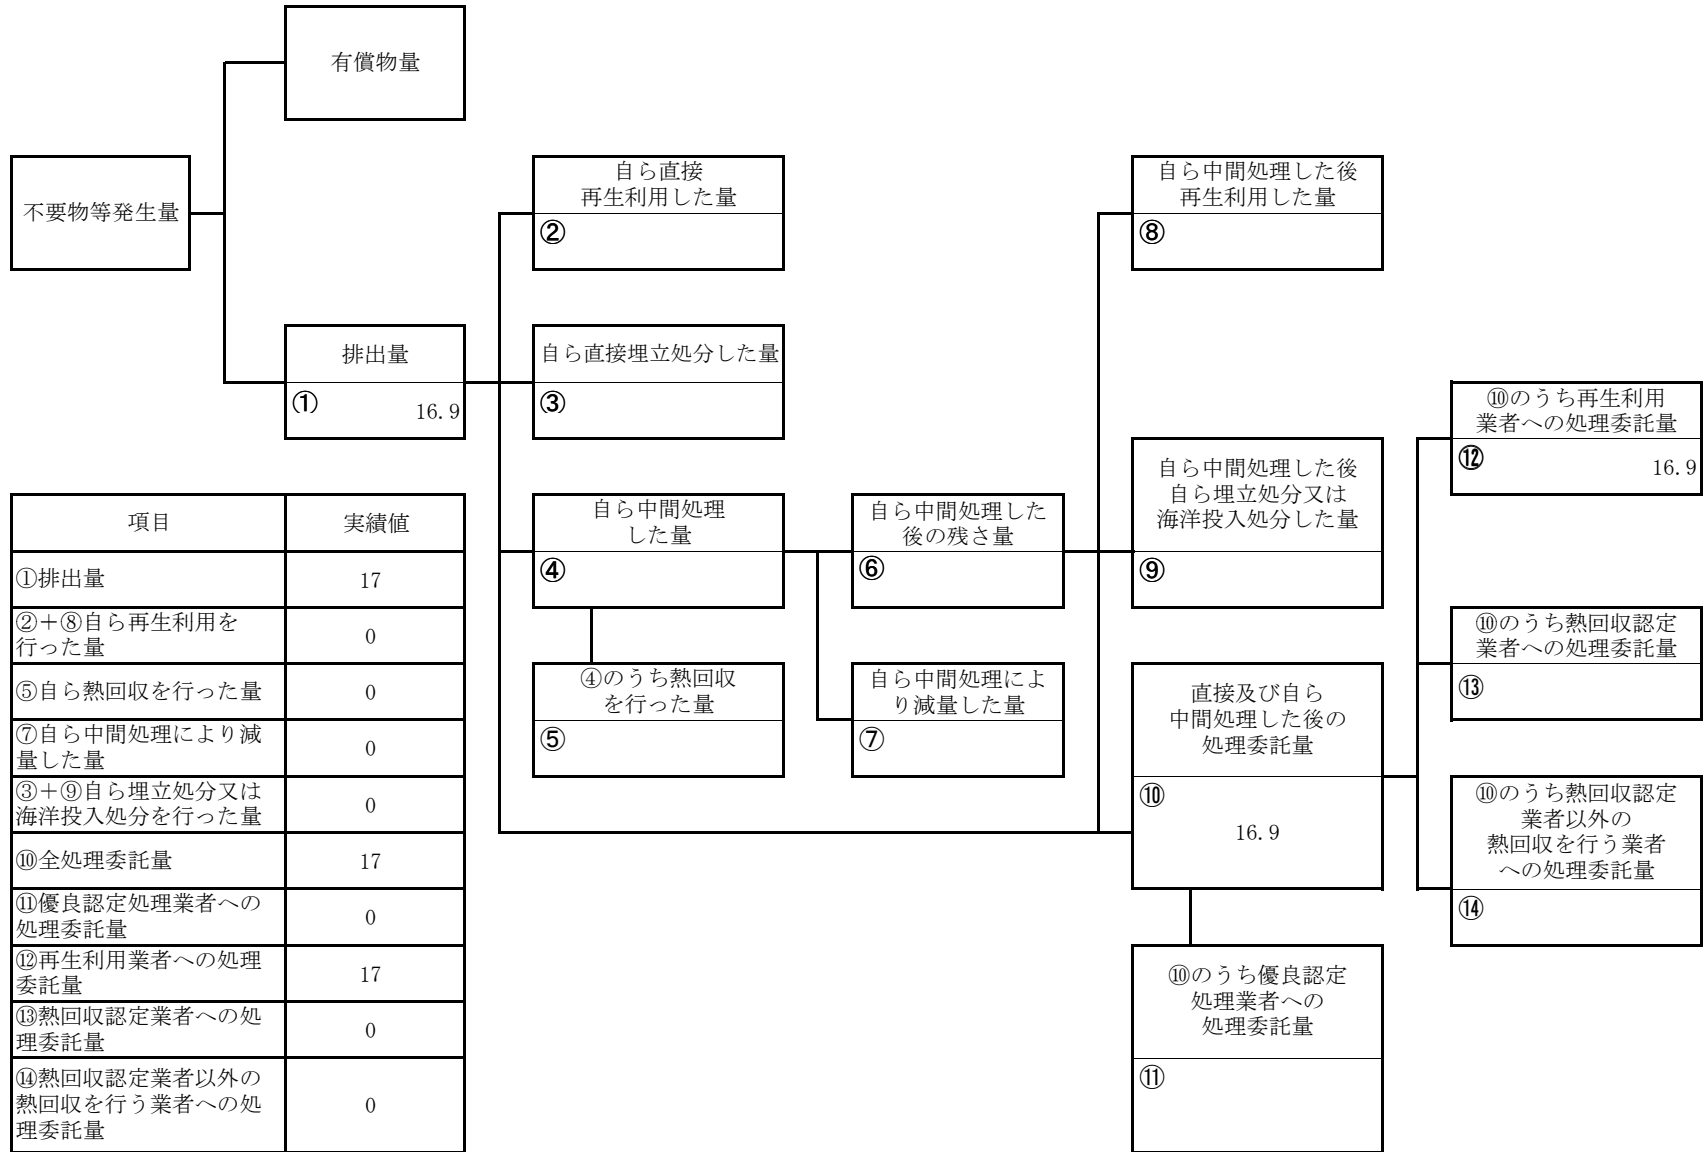 有償物量
不要物等発生量
自ら直接
再生利用した量
②
自ら中間処理した後
再生利用した量
⑧
排出量
①
16.9
自ら直接埋立処分した量
③
⑩のうち再生利用
業者への処理委託量
⑫
16.9
自ら中間処理
した量
④
自ら中間処理した
後の残さ量
⑥
自ら中間処理した後
自ら埋立処分又は
海洋投入処分した量
⑨
④のうち熱回収
を行った量
⑤
自ら中間処理によ
り減量した量
⑦
直接及び自ら
中間処理した後の
処理委託量
⑩
16.9
⑩のうち熱回収認定
業者への処理委託量
⑬
⑩のうち熱回収認定
業者以外の
熱回収を行う業者
への処理委託量
⑭
⑩のうち優良認定
処理業者への
処理委託量
⑪
項目 実績値
①排出量 17
②+⑧自ら再生利用を
行った量 0
⑤自ら熱回収を行った量 0
⑦自ら中間処理により減
量した量 0
③+⑨自ら埋立処分又は
海洋投入処分を行った量 0
⑩全処理委託量 17
⑪優良認定処理業者への
処理委託量 0
⑫再生利用業者への処理
委託量 17
⑬熱回収認定業者への処
理委託量 0
⑭熱回収認定業者以外の
熱回収を行う業者への処
理委託量 0